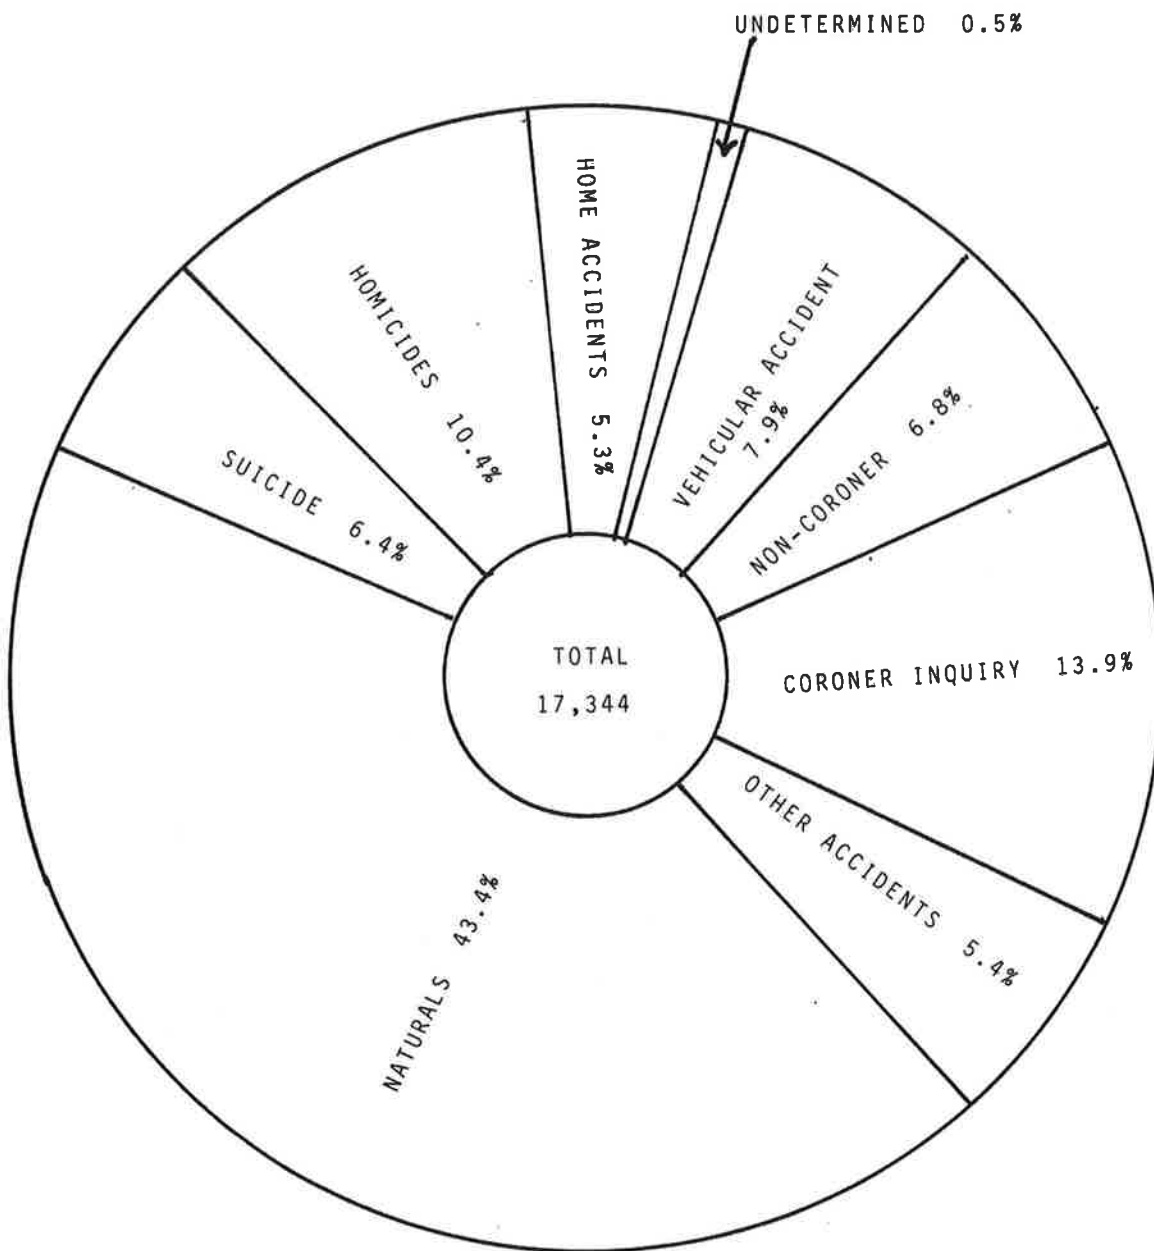 UNDETERMINED 0.5%
HOME ACCIDENTS 5.3%
HOMICIDES 10.4%
VEHICULAR ACCIDENT
7.9%
NON-CORONER 6.8%
SUICIDE 6.4%
TOTAL
17,344
CORONER INQUIRY 13.9%
OTHER ACCIDENTS 5.4%
NATURALS 43.4%